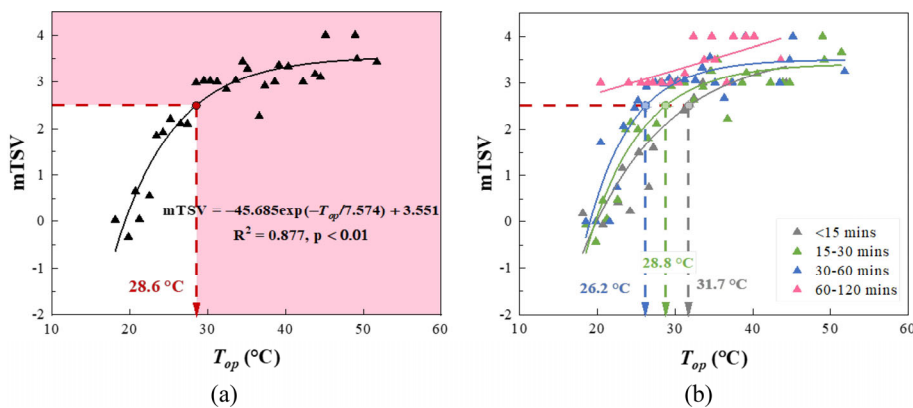 4
3
2
1
0
-1
-2
mTSV
mTSV = −45.685exp(−Top/7.574) + 3.551
R² = 0.877, p < 0.01
28.6 °C
10 20 30 40 50 60
Top (°C)
(a)
4
3
2
1
0
-1
-2
mTSV
26.2 °C
28.8 °C
31.7 °C
<15 mins
15-30 mins
30-60 mins
60-120 mins
10 20 30 40 50 60
Top (°C)
(b)